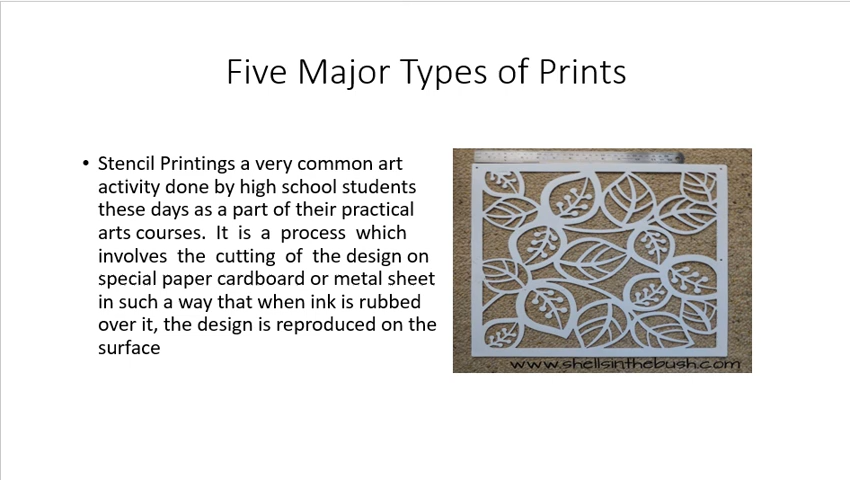 Five Major Types of Prints
• Stencil Printings a very common art
activity done by high school students
these days as a part of their practical
arts courses. It is a process which
involves the cutting of the design on
special paper cardboard or metal sheet
in such a way that when ink is rubbed
over it, the design is reproduced on the
surface
www.shellsinthebush.com